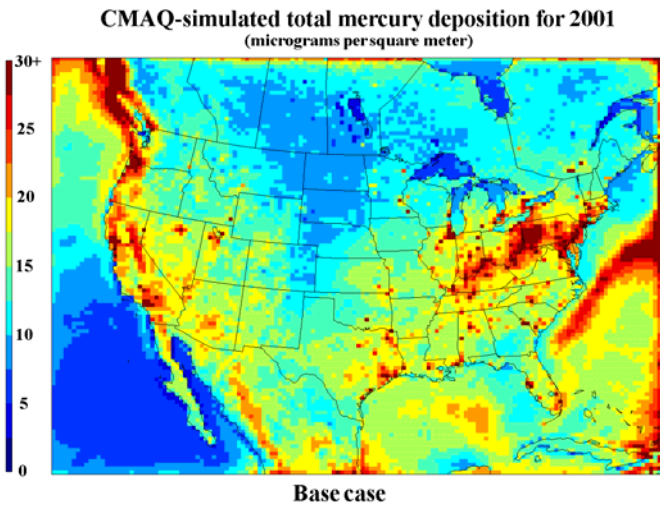 CMAQ-simulated total mercury deposition for 2001
(micrograms per square meter)
30+
25
20
15
10
5
0
Base case